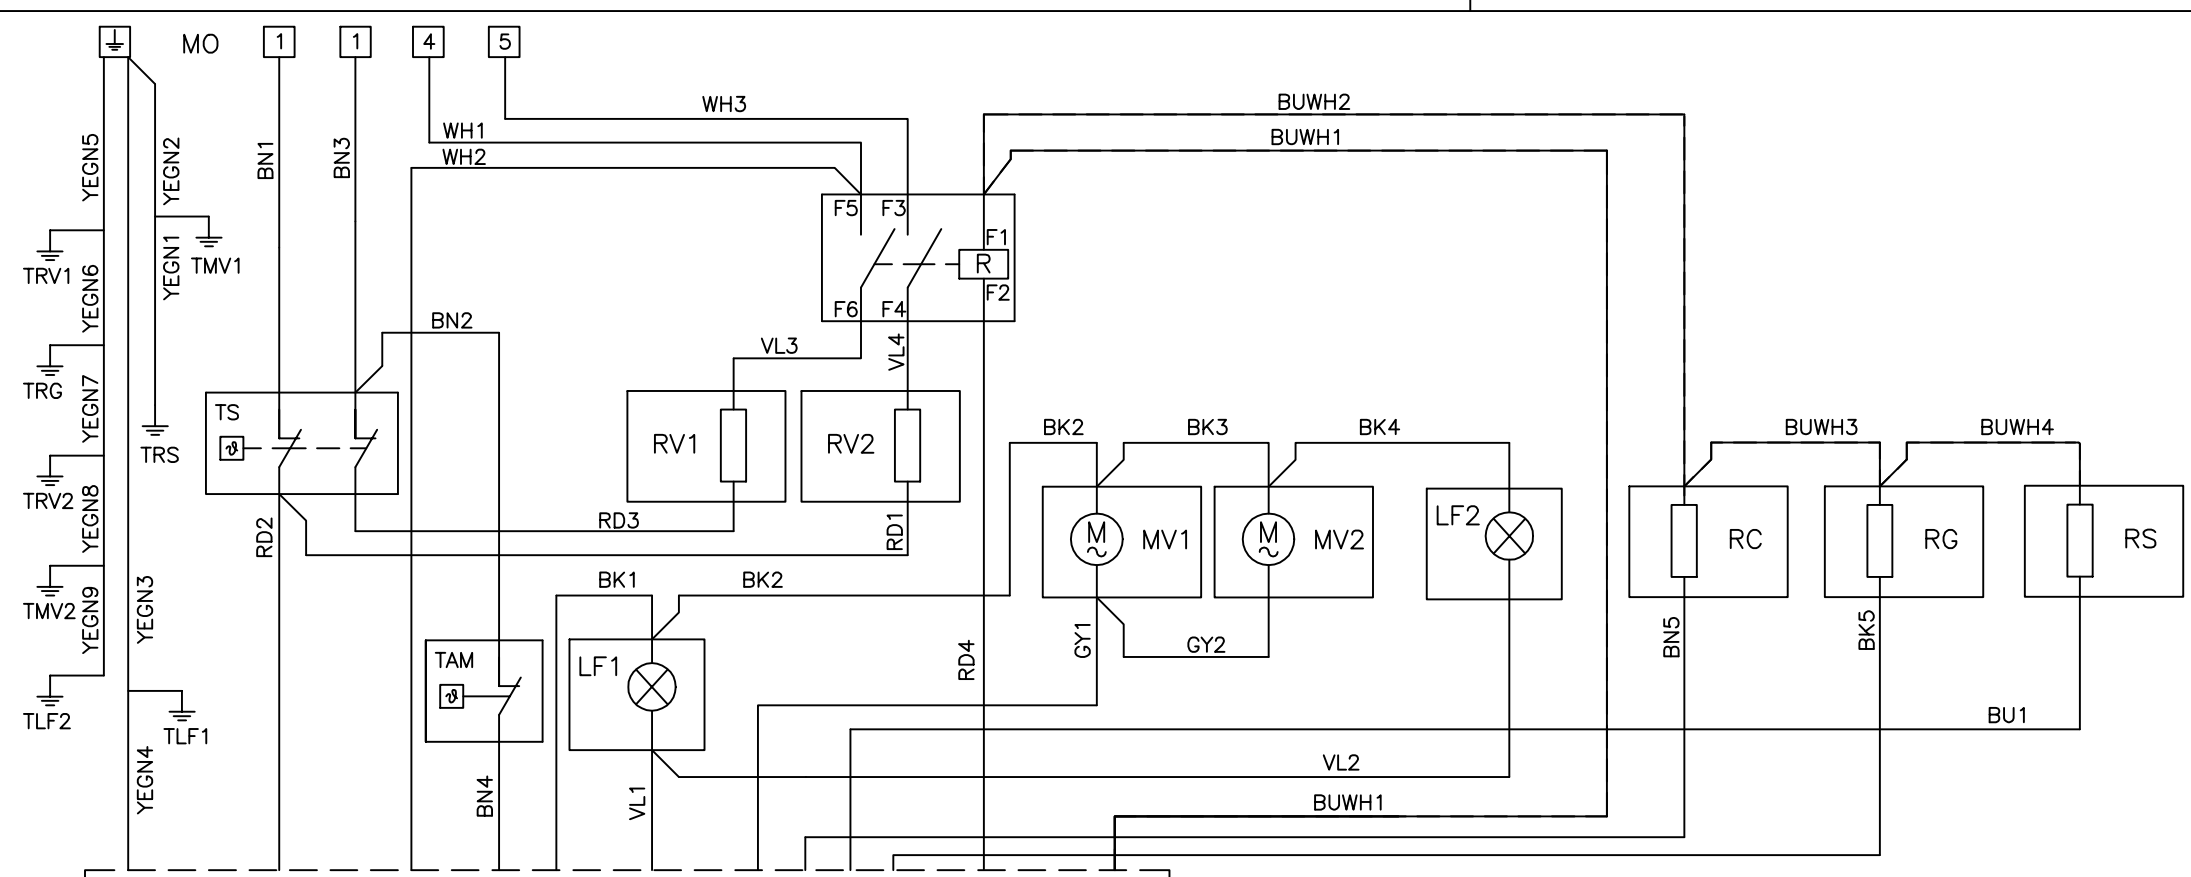 MO
1
1
4
5
WH3
WH1
WH2
BUWH2
BUWH1
YEGN5
YEGN2
BN1
BN3
F5
F3
F1
R
F2
F6
F4
TRV1
YEGN6
YEGN1
TMV1
BN2
VL3
VL4
TRG
YEGN7
TS
ϑ
RV1
RV2
BK2
BK3
BK4
BUWH3
BUWH4
TRS
TRV2
YEGN8
RD2
RD3
RD1
M
MV1
M
MV2
LF2
RC
RG
RS
TMV2
YEGN9
YEGN3
BK1
BK2
GY1
GY2
RD4
BN5
BK5
TAM
ϑ
LF1
TLF2
TLF1
BU1
YEGN4
BN4
VL1
VL2
BUWH1